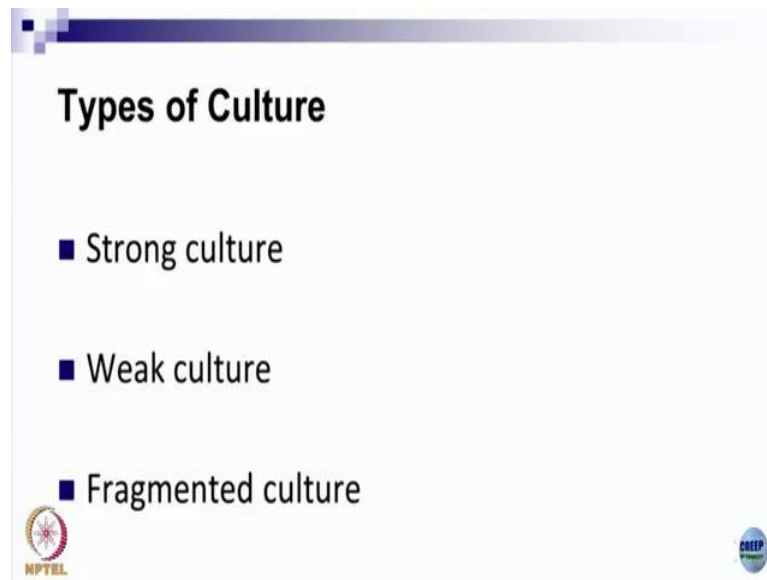 Types of Culture
Strong culture
Weak culture
Fragmented culture
NPTEL